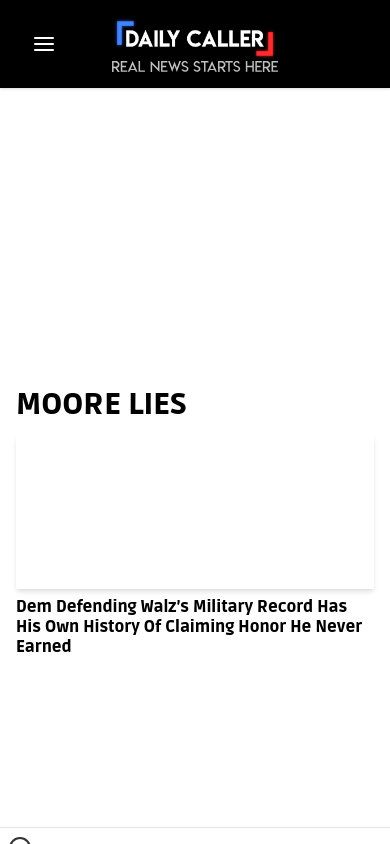 DAILY CALLER
REAL NEWS STARTS HERE
MOORE LIES
Dem Defending Walz's Military Record Has
His Own History Of Claiming Honor He Never
Earned